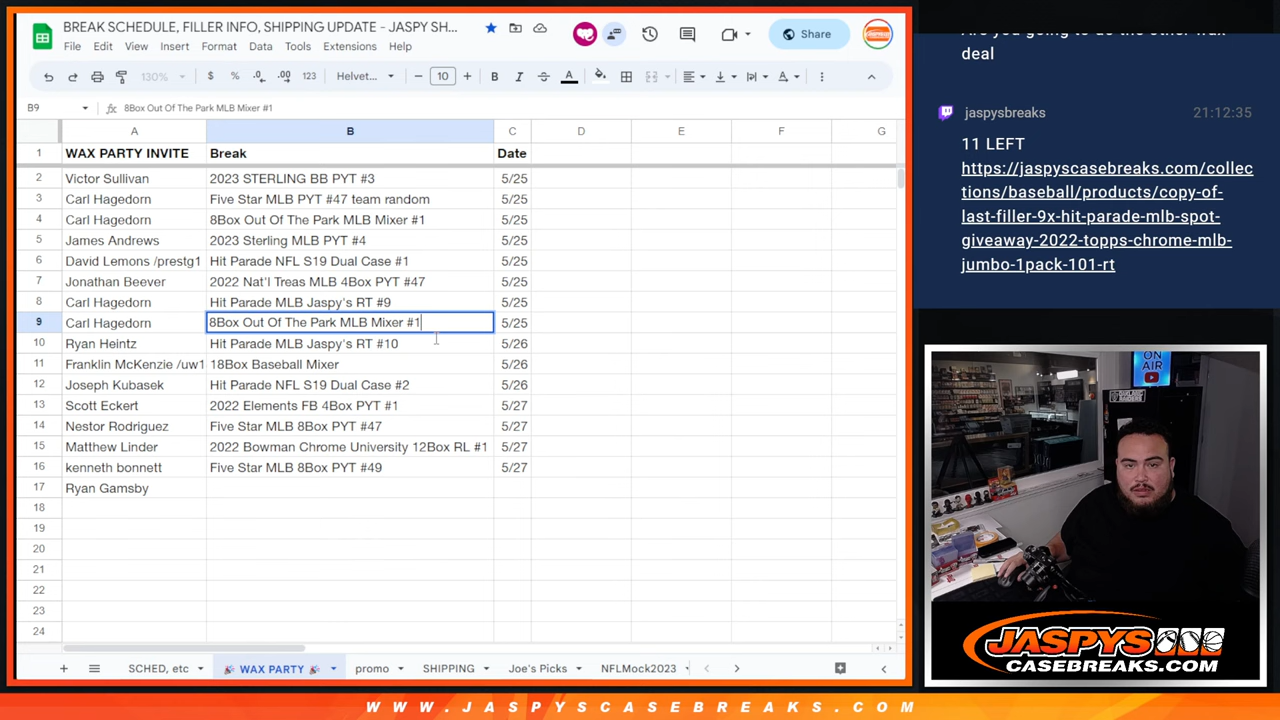 BREAK SCHEDULE, FILLER INFO, SHIPPING UPDATE - JASPY SH...
File Edit View Insert Format Data Tools Extensions Help
Share
130% $ % .0 .00 123 Helvet... 10 B I A
B9 fx 8Box Out Of The Park MLB Mixer #1
A B C D E F G
1 WAX PARTY INVITE Break Date
2 Victor Sullivan 2023 STERLING BB PYT #3 5/25
3 Carl Hagedorn Five Star MLB PYT #47 team random 5/25
4 Carl Hagedorn 8Box Out Of The Park MLB Mixer #1 5/25
5 James Andrews 2023 Sterling MLB PYT #4 5/25
6 David Lemons /prestg1 Hit Parade NFL S19 Dual Case #1 5/25
7 Jonathan Beever 2022 Nat'l Treas MLB 4Box PYT #47 5/25
8 Carl Hagedorn Hit Parade MLB Jaspy's RT #9 5/25
9 Carl Hagedorn 8Box Out Of The Park MLB Mixer #1 5/25
10 Ryan Heintz Hit Parade MLB Jaspy's RT #10 5/26
11 Franklin McKenzie /uw1 18Box Baseball Mixer 5/26
12 Joseph Kubasek Hit Parade NFL S19 Dual Case #2 5/26
13 Scott Eckert 2022 Elements FB 4Box PYT #1 5/27
14 Nestor Rodriguez Five Star MLB 8Box PYT #47 5/27
15 Matthew Linder 2022 Bowman Chrome University 12Box RL #1 5/27
16 kenneth bonnett Five Star MLB 8Box PYT #49 5/27
17 Ryan Gamsby
18
19
20
21
22
23
24
SCHED, etc WAX PARTY promo SHIPPING Joe's Picks NFLMock2023
Are you going to do the other wax
deal
jaspysbreaks 21:12:35
11 LEFT
https://jaspyscasebreaks.com/collec
tions/baseball/products/copy-of-
last-filler-9x-hit-parade-mlb-spot-
giveaway-2022-topps-chrome-mlb-
jumbo-1pack-101-rt
ON
AIR
JASPYS
CASEBREAKS.COM
WWW.JASPYSCASEBREAKS.COM